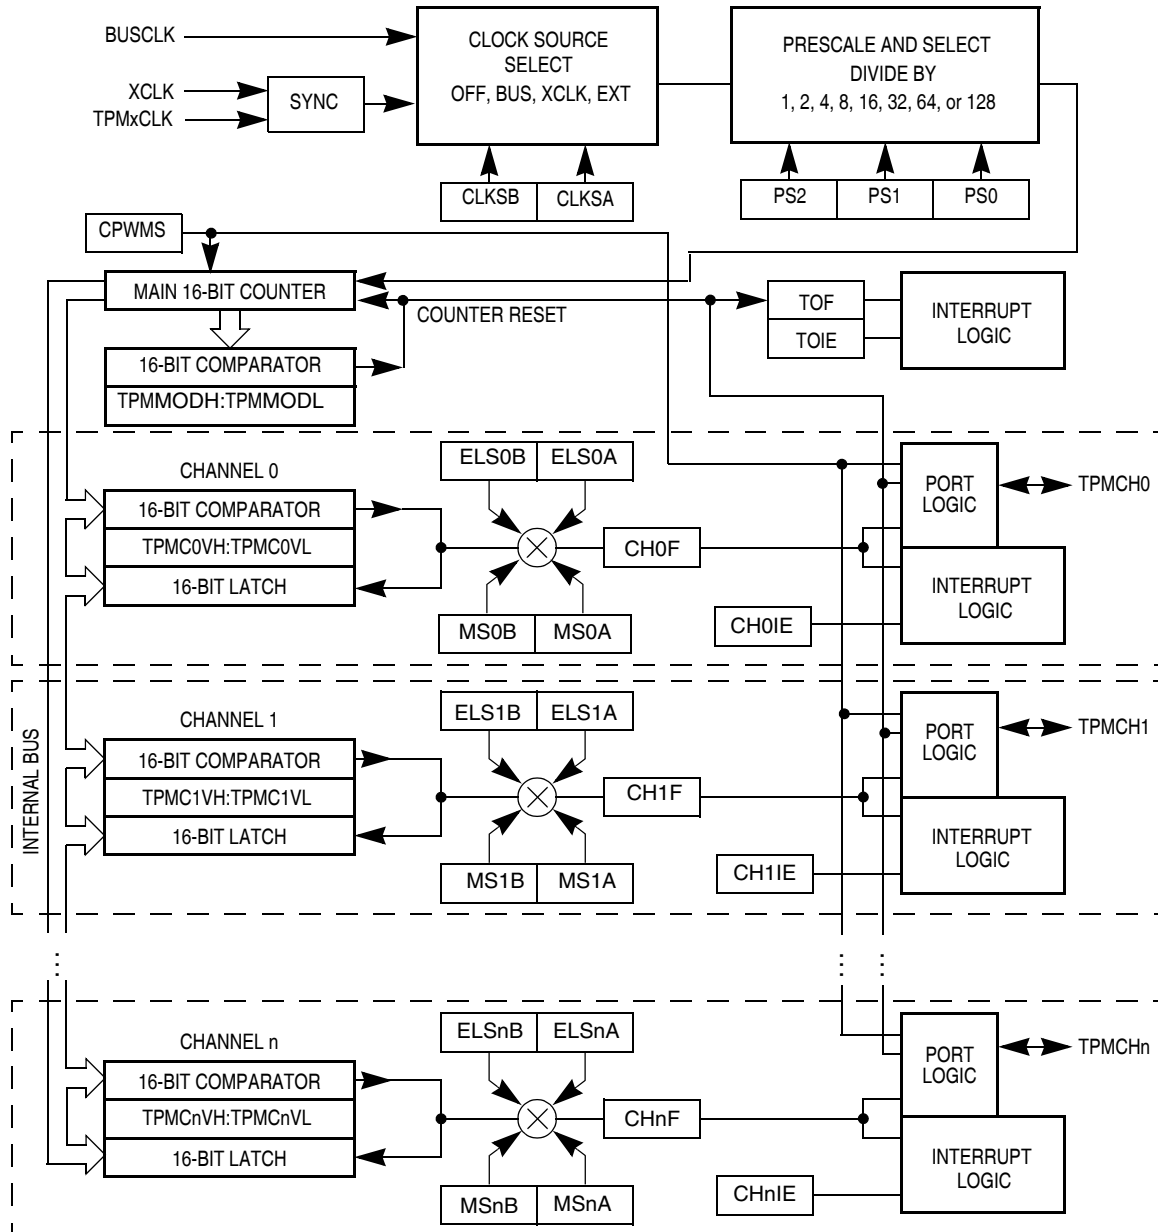 BUSCLK
XCLK
TPMxCLK
SYNC
CLOCK SOURCE
SELECT
OFF, BUS, XCLK, EXT
PRESCALE AND SELECT
DIVIDE BY
1, 2, 4, 8, 16, 32, 64, or 128
CLKSB
CLKSA
PS2
PS1
PS0
CPWMS
MAIN 16-BIT COUNTER
COUNTER RESET
TOF
TOIE
INTERRUPT
LOGIC
16-BIT COMPARATOR
TPMMODH:TPMMODL
CHANNEL 0
16-BIT COMPARATOR
TPMC0VH:TPMC0VL
16-BIT LATCH
ELS0B
ELS0A
MS0B
MS0A
CH0F
CH0IE
PORT
LOGIC
TPMCH0
INTERRUPT
LOGIC
INTERNAL BUS
CHANNEL 1
16-BIT COMPARATOR
TPMC1VH:TPMC1VL
16-BIT LATCH
ELS1B
ELS1A
MS1B
MS1A
CH1F
CH1IE
PORT
LOGIC
TPMCH1
INTERRUPT
LOGIC
...
...
...
CHANNEL n
16-BIT COMPARATOR
TPMCnVH:TPMCnVL
16-BIT LATCH
ELSnB
ELSnA
MSnB
MSnA
CHnF
CHnIE
PORT
LOGIC
TPMCHn
INTERRUPT
LOGIC